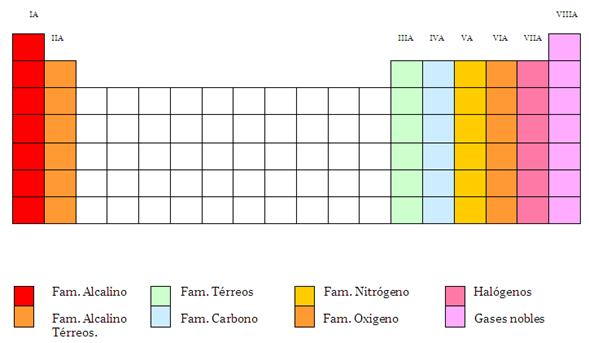 IA
VIIIA
IIA
IIIA
IVA
VA
VIA
VIIA
Fam. Alcalino
Fam. Térreos
Fam. Nitrógeno
Halógenos
Fam. Alcalino
Térreos.
Fam. Carbono
Fam. Oxigeno
Gases nobles